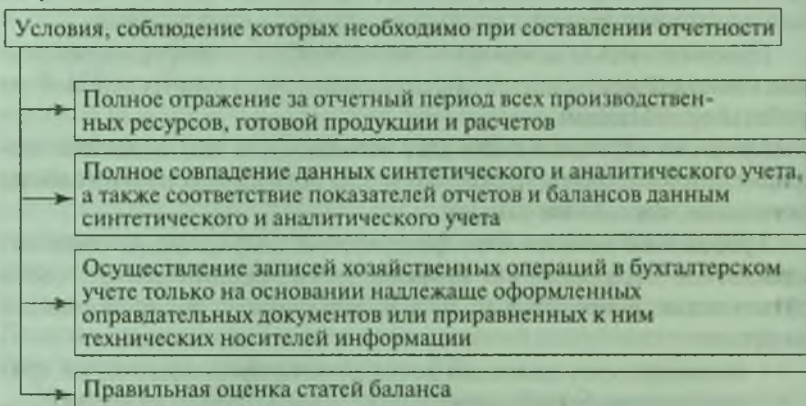 Условия, соблюдение которых необходимо при составлении отчетности
Полное отражение за отчетный период всех производствен-
ных ресурсов, готовой продукции и расчетов
Полное совпадение данных синтетического и аналитического учета,
а также соответствие показателей отчетов и балансов данным
синтетического и аналитического учета
Осуществление записей хозяйственных операций в бухгалтерском
учете только на основании надлежаще оформленных
оправдательных документов или приравненных к ним
технических носителей информации
Правильная оценка статей баланса